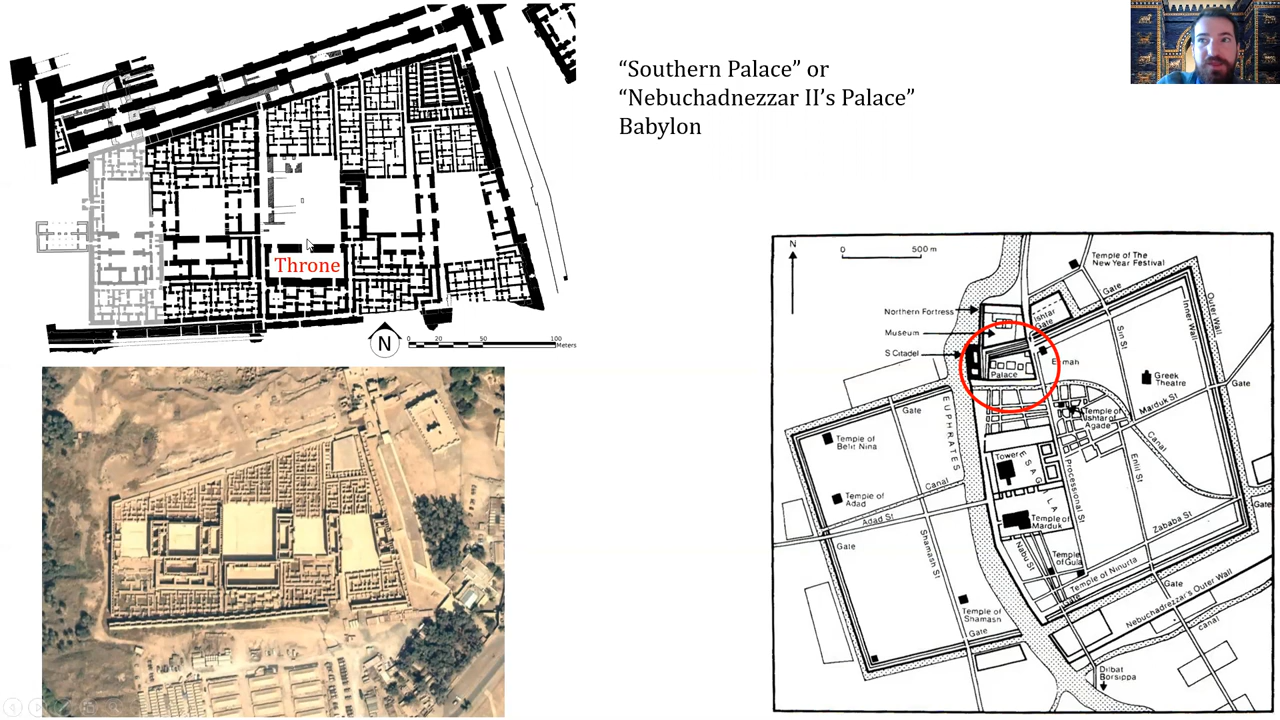 “Southern Palace” or
“Nebuchadnezzar II’s Palace”
Babylon
Throne
N
0
20
50
100
Meters
N
0
500 m
Temple of The
New Year Festival
Gate
Northern Fortress
Ishtar
Gate
Museum
S Citadel
Palace
Inner Wall
Outer Wall
Sin St
Greek
Theatre
Gate
Marduk St
Temple of
Ishtar of
Agade
Gate
EUPHRATES
Temple of
Belit Nina
Canal
Tower
ESAGILA
Processional St
Enlil St
Canal
Temple of
Adad
Adad St
Gate
Temple of
Marduk
Zababa St
Gate
Shamash St
Nabu St
Temple of
Gula
Temple of Ninurta
Gate
Gate
Temple of
Shamash
Gate
Nebuchadrezzar's Outer Wall
canal
Dilbat
Borsippa